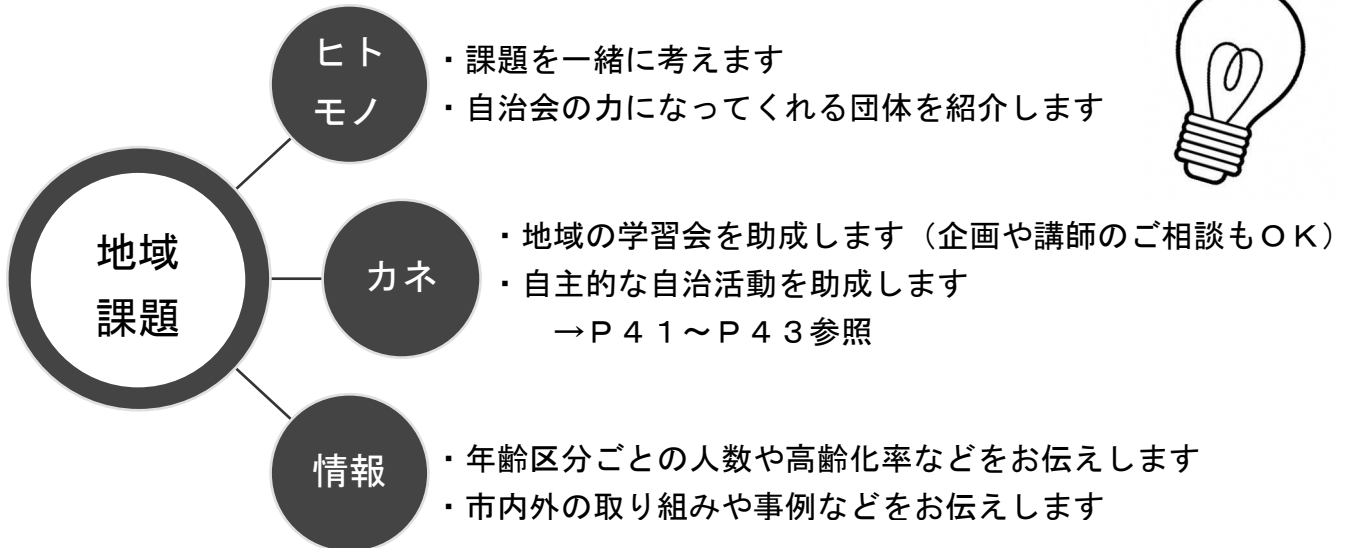 ヒト
モノ
・課題を一緒に考えます
・自治会の力になってくれる団体を紹介します
地域
課題
カネ
・地域の学習会を助成します（企画や講師のご相談もＯＫ）
・自主的な自治活動を助成します
→Ｐ４１～Ｐ４３参照
情報
・年齢区分ごとの人数や高齢化率などをお伝えします
・市内外の取り組みや事例などをお伝えします